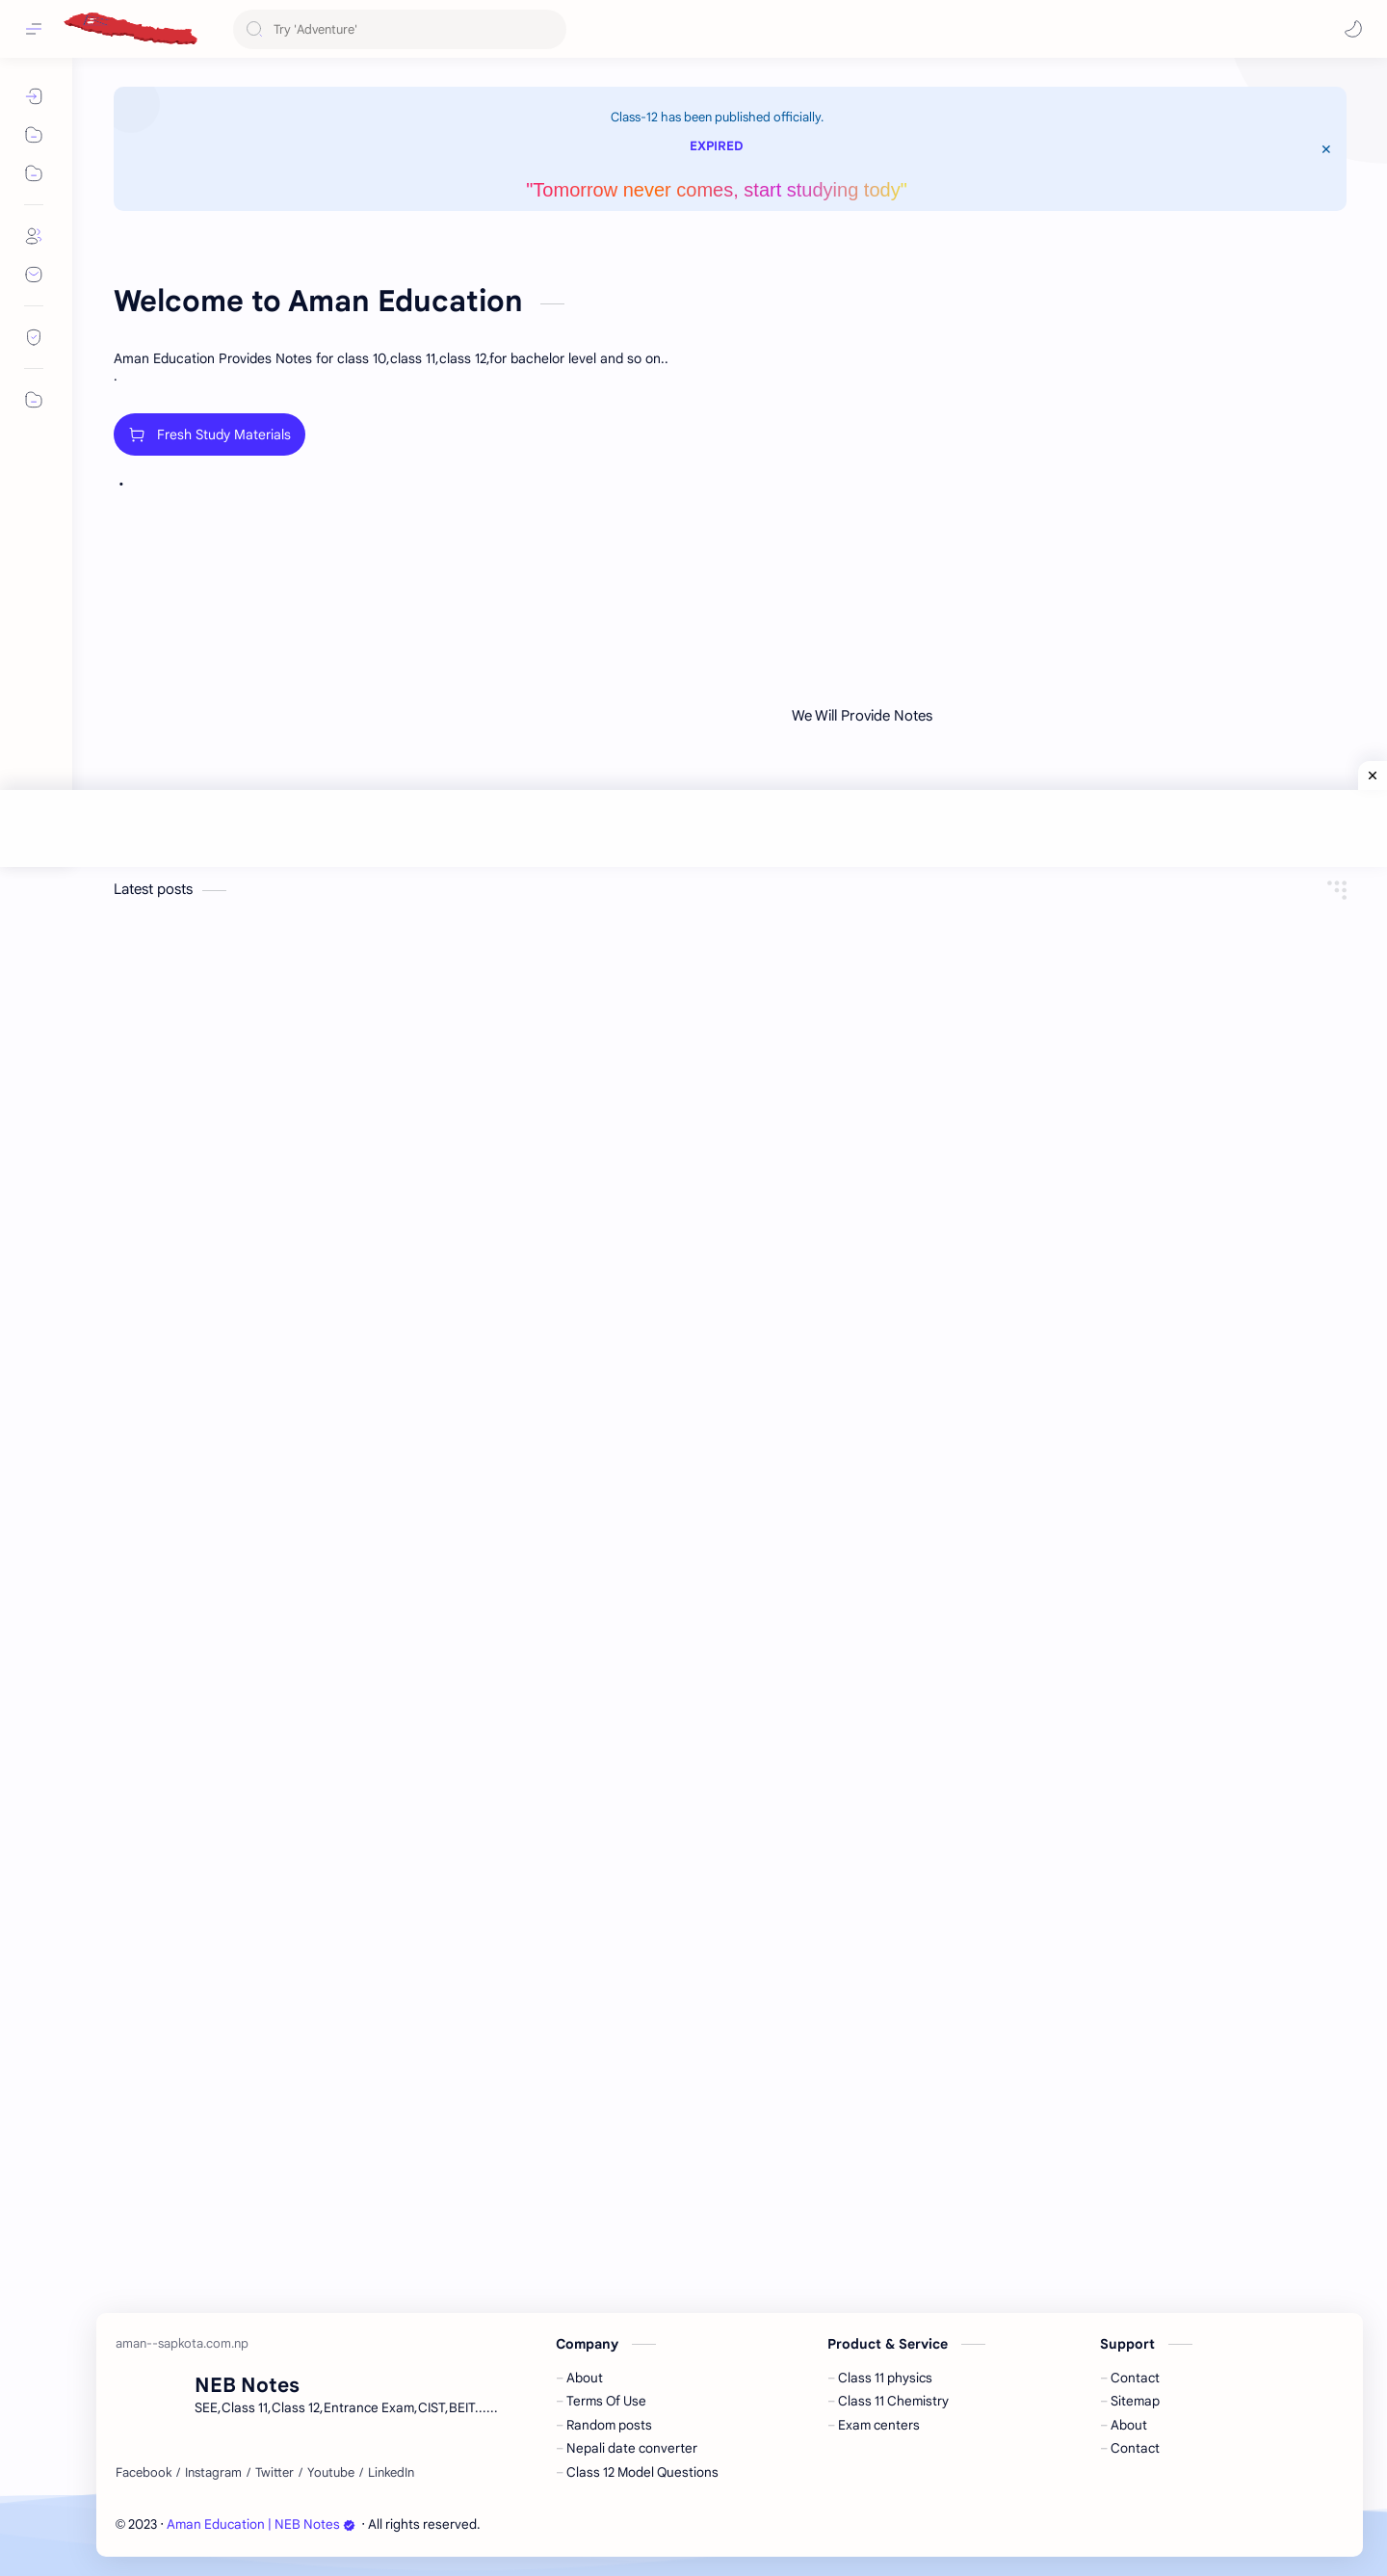 Try 'Adventure'
Class-12 has been published officially.
EXPIRED
"Tomorrow never comes, start studying tody"
Welcome to Aman Education
Aman Education Provides Notes for class 10,class 11,class 12,for bachelor level and so on..
.
Fresh Study Materials
•
We Will Provide Notes
Latest posts
aman--sapkota.com.np
NEB Notes
SEE,Class 11,Class 12,Entrance Exam,CIST,BEIT......
Facebook / Instagram / Twitter / Youtube / LinkedIn
Company
About
Terms Of Use
Random posts
Nepali date converter
Class 12 Model Questions
Product & Service
Class 11 physics
Class 11 Chemistry
Exam centers
Support
Contact
Sitemap
About
Contact
© 2023 · Aman Education | NEB Notes · All rights reserved.